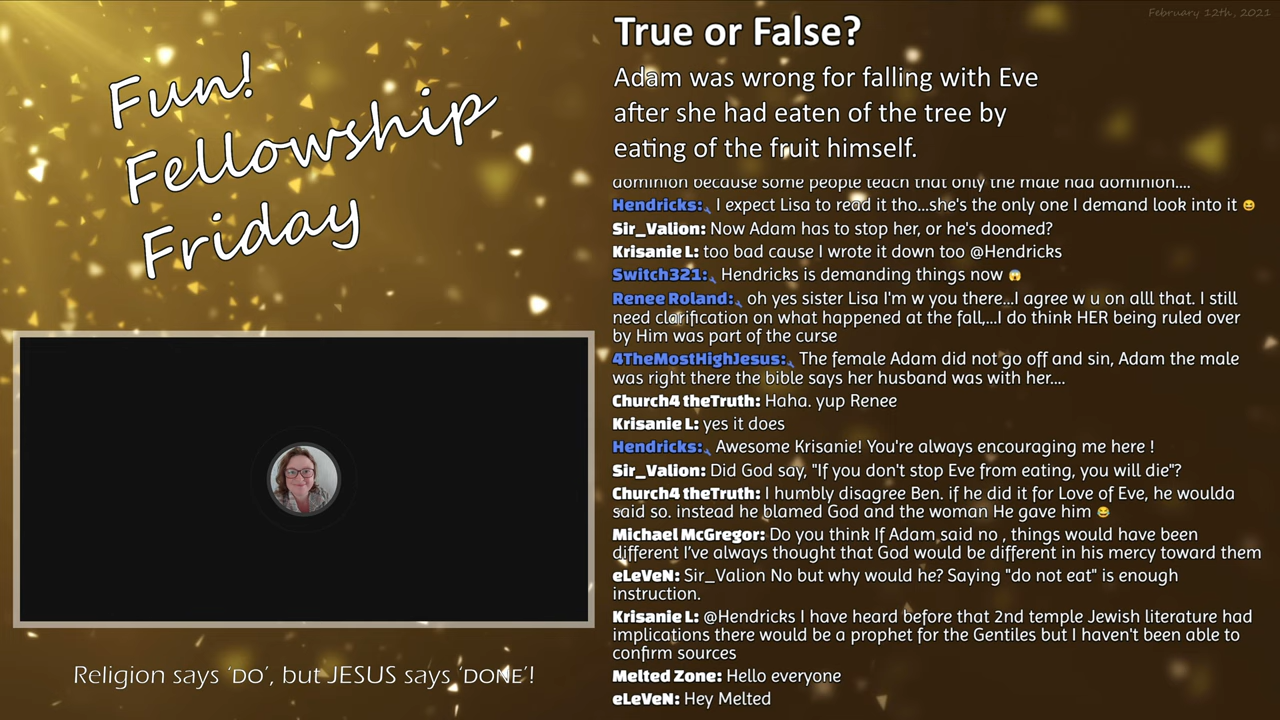 February 12th, 2021
Fun!
Fellowship
Friday
Religion says ‘DO’, but JESUS says ‘DONE’!
True or False?
Adam was wrong for falling with Eve
after she had eaten of the tree by
eating of the fruit himself.
dominion because some people teach that only the male had dominion....
Hendricks: I expect Lisa to read it tho...she's the only one I demand look into it 😆
Sir_Valion: Now Adam has to stop her, or he's doomed?
Krisanie L: too bad cause I wrote it down too @Hendricks
Switch321: Hendricks is demanding things now 😱
Renee Roland: oh yes sister Lisa I'm w you there...I agree w u on alll that. I still
need clarification on what happened at the fall,...I do think HER being ruled over
by Him was part of the curse
4TheMostHighJesus: The female Adam did not go off and sin, Adam the male
was right there the bible says her husband was with her....
Church4theTruth: Haha. yup Renee
Krisanie L: yes it does
Hendricks: Awesome Krisanie! You're always encouraging me here !
Sir_Valion: Did God say, "If you don't stop Eve from eating, you will die"?
Church4theTruth: I humbly disagree Ben. if he did it for Love of Eve, he woulda
said so. instead he blamed God and the woman He gave him 😂
Michael McGregor: Do you think If Adam said no , things would have been
different I’ve always thought that God would be different in his mercy toward them
eLeVeN: Sir_Valion No but why would he? Saying "do not eat" is enough
instruction.
Krisanie L: @Hendricks I have heard before that 2nd temple Jewish literature had
implications there would be a prophet for the Gentiles but I haven't been able to
confirm sources
Melted Zone: Hello everyone
eLeVeN: Hey Melted